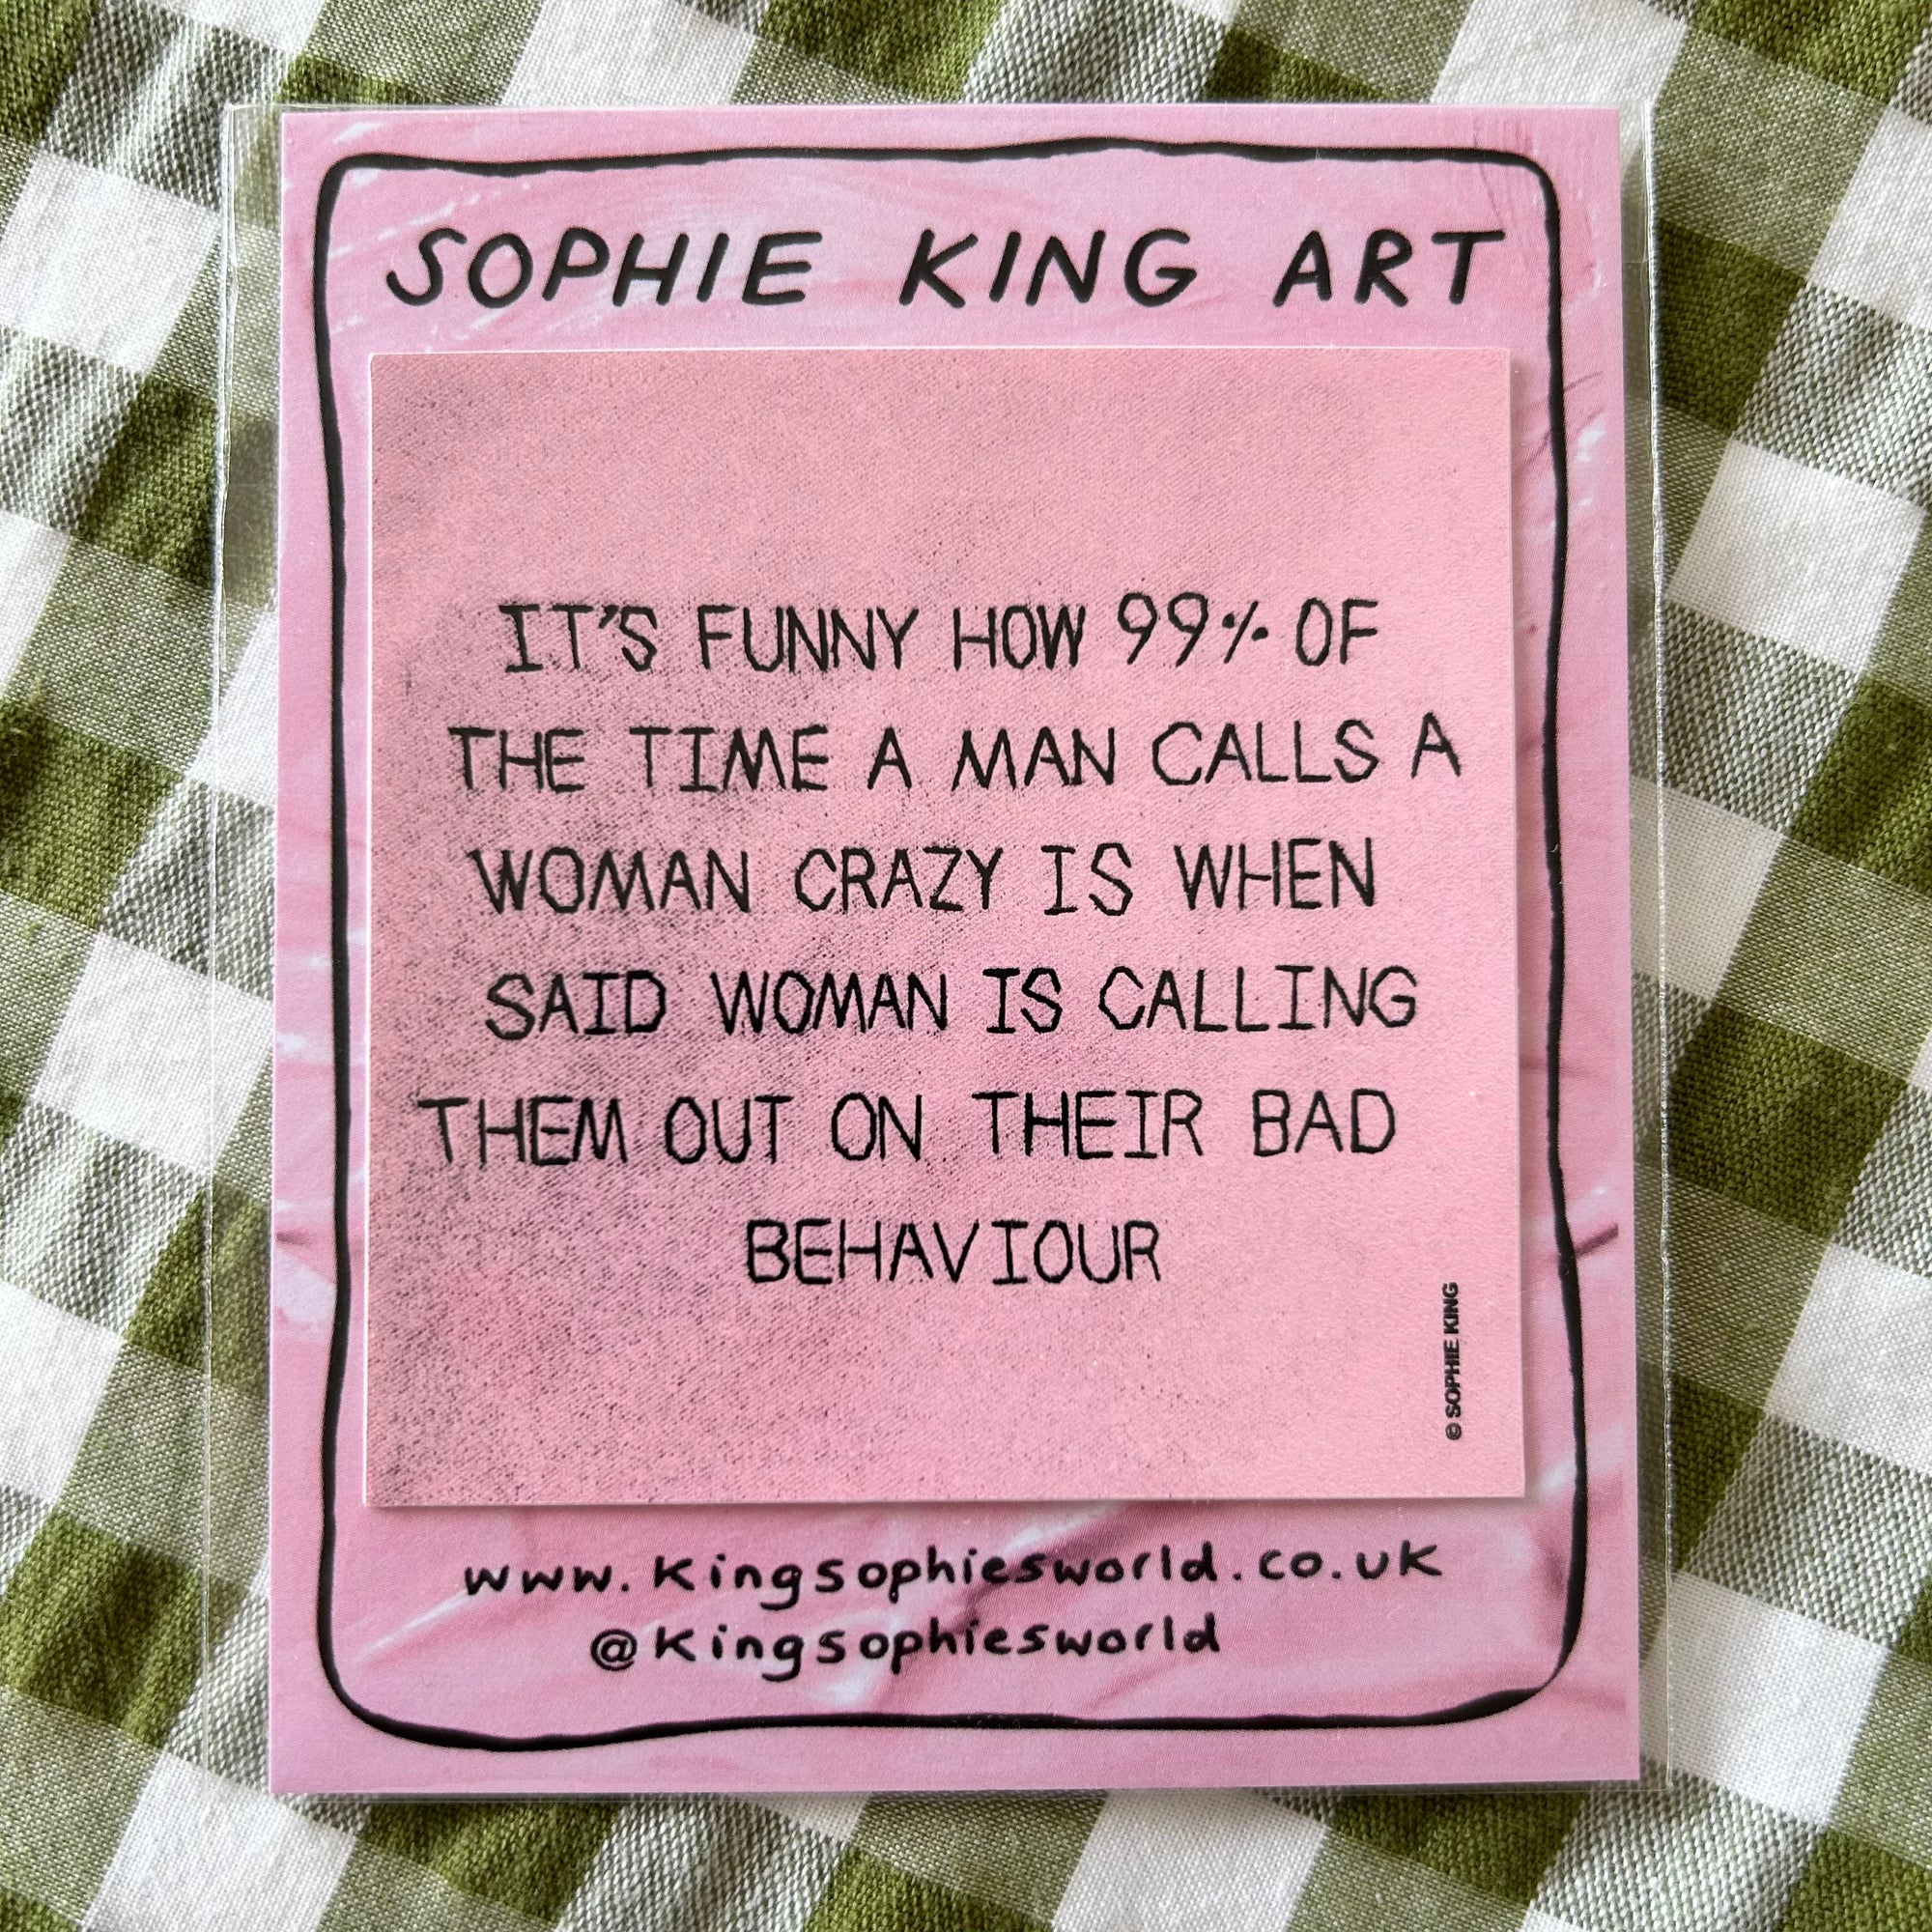 SOPHIE KING ART
IT'S FUNNY HOW 99% OF
THE TIME A MAN CALLS A
WOMAN CRAZY IS WHEN
SAID WOMAN IS CALLING
THEM OUT ON THEIR BAD
BEHAVIOUR
© SOPHIE KING
www.kingsophiesworld.co.uk
@kingsophiesworld